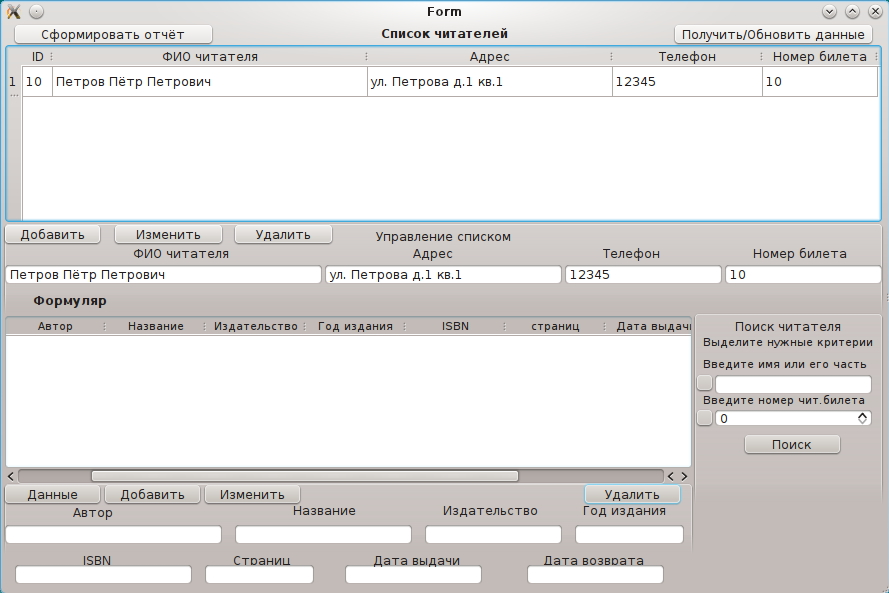 Form
Сформировать отчёт Список читателей Получить/Обновить данные
ID ФИО читателя Адрес Телефон Номер билета
1 10 Петров Пётр Петрович ул. Петрова д.1 кв.1 12345 10
Добавить Изменить Удалить Управление списком
ФИО читателя Адрес Телефон Номер билета
Петров Пётр Петрович ул. Петрова д.1 кв.1 12345 10
Формуляр
Автор Название Издательство Год издания ISBN страниц Дата выдачи
Поиск читателя
Выделите нужные критерии
Введите имя или его часть
Введите номер чит.билета
0
Поиск
Данные Добавить Изменить Удалить
Автор Название Издательство Год издания
ISBN Страниц Дата выдачи Дата возврата